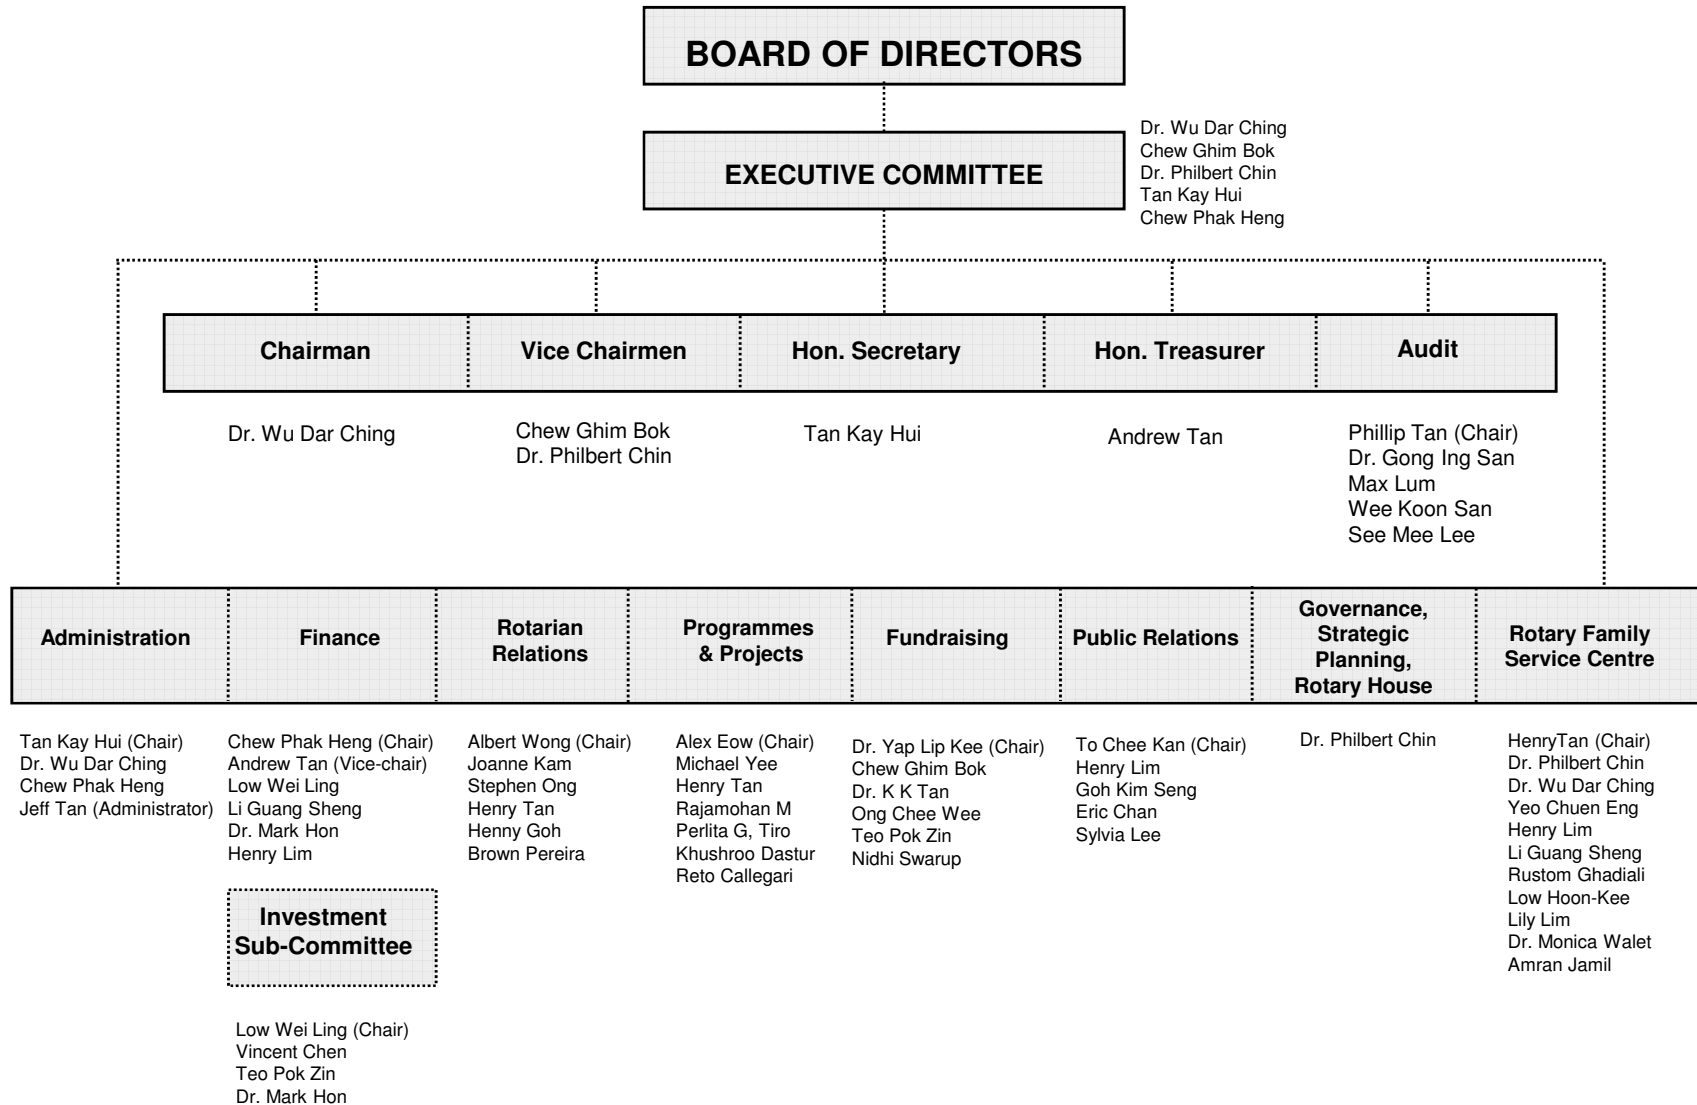 BOARD OF DIRECTORS
EXECUTIVE COMMITTEE
Dr. Wu Dar Ching
Chew Ghim Bok
Dr. Philbert Chin
Tan Kay Hui
Chew Phak Heng
Chairman
Dr. Wu Dar Ching
Vice Chairmen
Chew Ghim Bok
Dr. Philbert Chin
Hon. Secretary
Tan Kay Hui
Hon. Treasurer
Andrew Tan
Audit
Phillip Tan (Chair)
Dr. Gong Ing San
Max Lum
Wee Koon San
See Mee Lee
Administration
Tan Kay Hui (Chair)
Dr. Wu Dar Ching
Chew Phak Heng
Jeff Tan (Administrator)
Finance
Chew Phak Heng (Chair)
Andrew Tan (Vice-chair)
Low Wei Ling
Li Guang Sheng
Dr. Mark Hon
Henry Lim
Investment
Sub-Committee
Low Wei Ling (Chair)
Vincent Chen
Teo Pok Zin
Dr. Mark Hon
Rotarian
Relations
Albert Wong (Chair)
Joanne Kam
Stephen Ong
Henry Tan
Henny Goh
Brown Pereira
Programmes
& Projects
Alex Eow (Chair)
Michael Yee
Henry Tan
Rajamohan M
Perlita G, Tiro
Khushroo Dastur
Reto Callegari
Fundraising
Dr. Yap Lip Kee (Chair)
Chew Ghim Bok
Dr. K K Tan
Ong Chee Wee
Teo Pok Zin
Nidhi Swarup
Public Relations
To Chee Kan (Chair)
Henry Lim
Goh Kim Seng
Eric Chan
Sylvia Lee
Governance,
Strategic
Planning,
Rotary House
Dr. Philbert Chin
Rotary Family
Service Centre
HenryTan (Chair)
Dr. Philbert Chin
Dr. Wu Dar Ching
Yeo Chuen Eng
Henry Lim
Li Guang Sheng
Rustom Ghadiali
Low Hoon-Kee
Lily Lim
Dr. Monica Walet
Amran Jamil